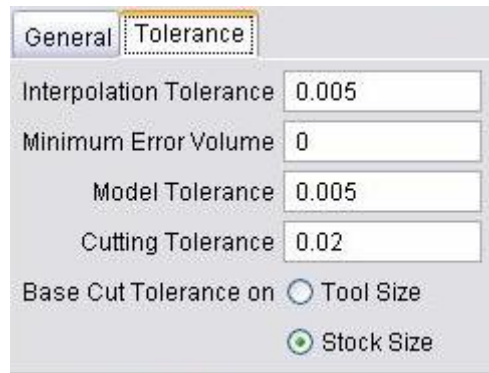 General Tolerance
Interpolation Tolerance 0.005
Minimum Error Volume 0
Model Tolerance 0.005
Cutting Tolerance 0.02
Base Cut Tolerance on Tool Size
Stock Size